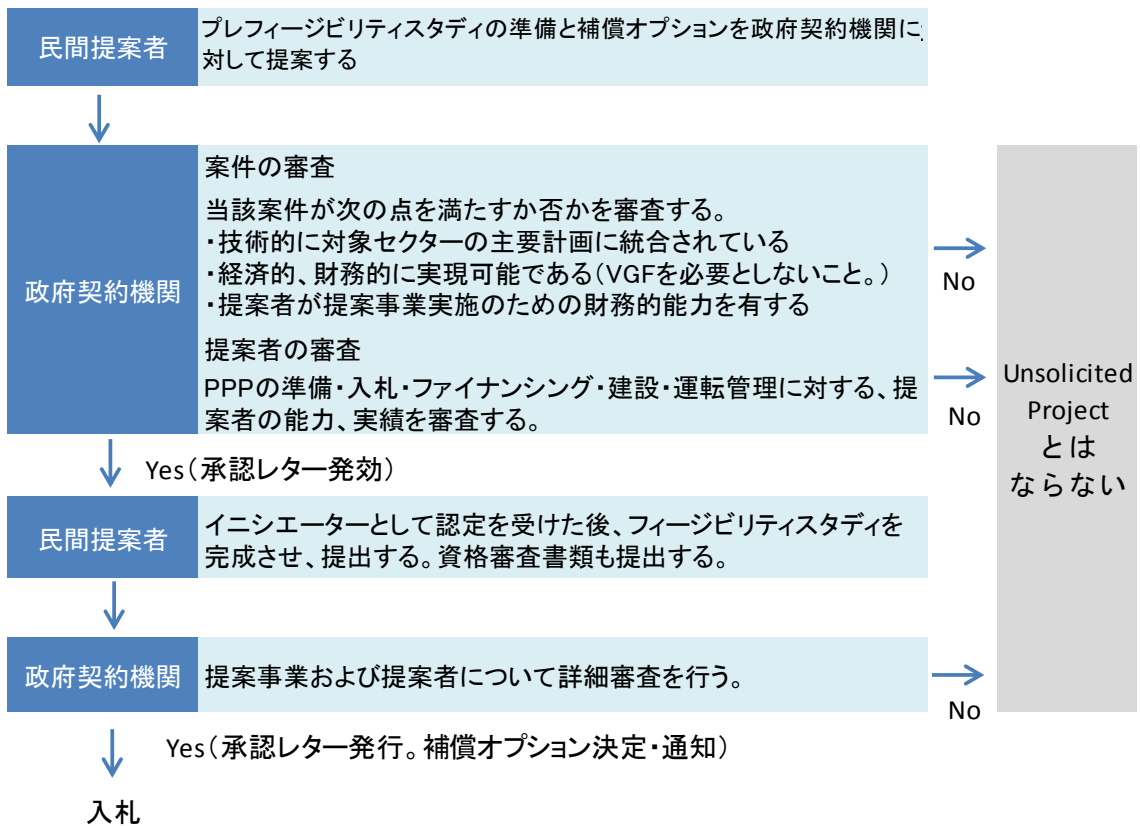 民間提案者
プレフィージビリティスタディの準備と補償オプションを政府契約機関に
対して提案する
政府契約機関
案件の審査
当該案件が次の点を満たすか否かを審査する。
・技術的に対象セクターの主要計画に統合されている
・経済的、財務的に実現可能である（VGFを必要としないこと。）
・提案者が提案事業実施のための財務的能力を有する
提案者の審査
PPPの準備・入札・ファイナンシング・建設・運転管理に対する、提
案者の能力、実績を審査する。
No
No
Unsolicited
Project
とは
ならない
Yes（承認レター発効）
民間提案者
イニシエーターとして認定を受けた後、フィージビリティスタディを
完成させ、提出する。資格審査書類も提出する。
政府契約機関
提案事業および提案者について詳細審査を行う。
No
Yes（承認レター発行。補償オプション決定・通知）
入札